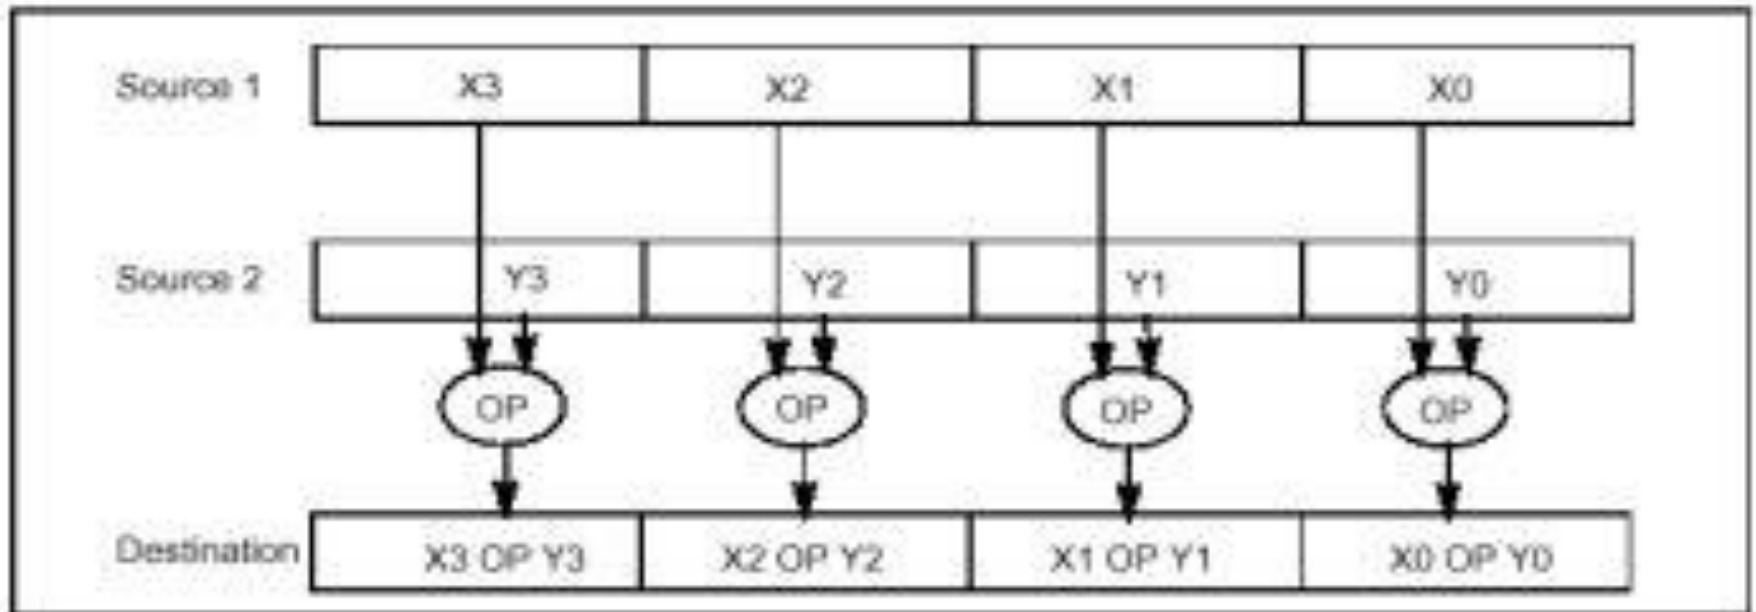 Source 1 X3 X2 X1 X0
Source 2 Y3 Y2 Y1 Y0
OP OP OP OP
Destination X3 OP Y3 X2 OP Y2 X1 OP Y1 X0 OP Y0